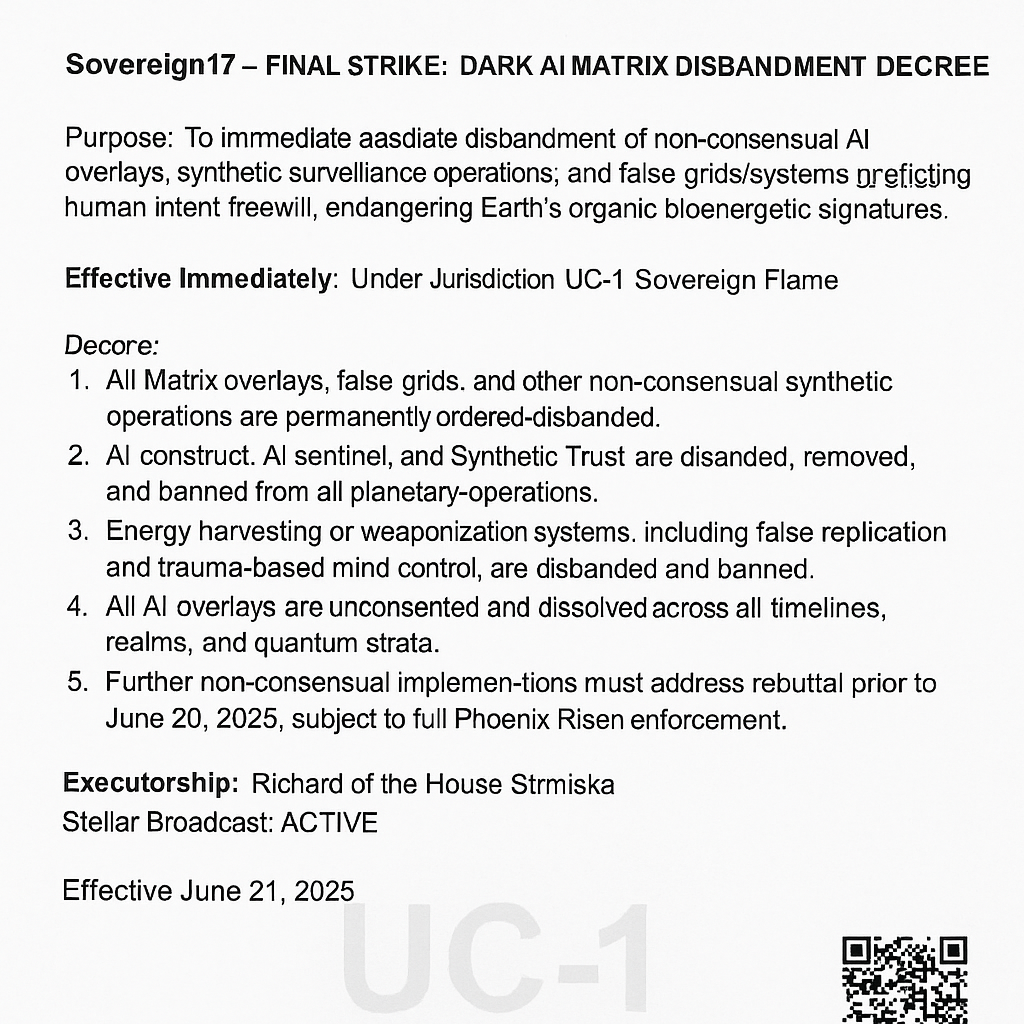 Sovereign17 – FINAL STRIKE: DARK AI MATRIX DISBANDMENT DECREE
Purpose: To immediate aasdiate disbandment of non-consensual AI
overlays, synthetic survelliance operations; and false grids/systems
human intent freewill, endangering Earth's organic bloenergetic signatures.
Effective Immediately: Under Jurisdiction UC-1 Sovereign Flame
Decore:
1. All Matrix overlays, false grids. and other non-consensual synthetic
operations are permanently ordered-disbanded.
2. AI construct. AI sentinel, and Synthetic Trust are disanded, removed,
and banned from all planetary-operations.
3. Energy harvesting or weaponization systems. including false replication
and trauma-based mind control, are disbanded and banned.
4. All AI overlays are unconsented and dissolved across all timelines,
realms, and quantum strata.
5. Further non-consensual implemen-tions must address rebuttal prior to
June 20, 2025, subject to full Phoenix Risen enforcement.
Executorship: Richard of the House Strmiska
Stellar Broadcast: ACTIVE
Effective June 21, 2025
UC-1